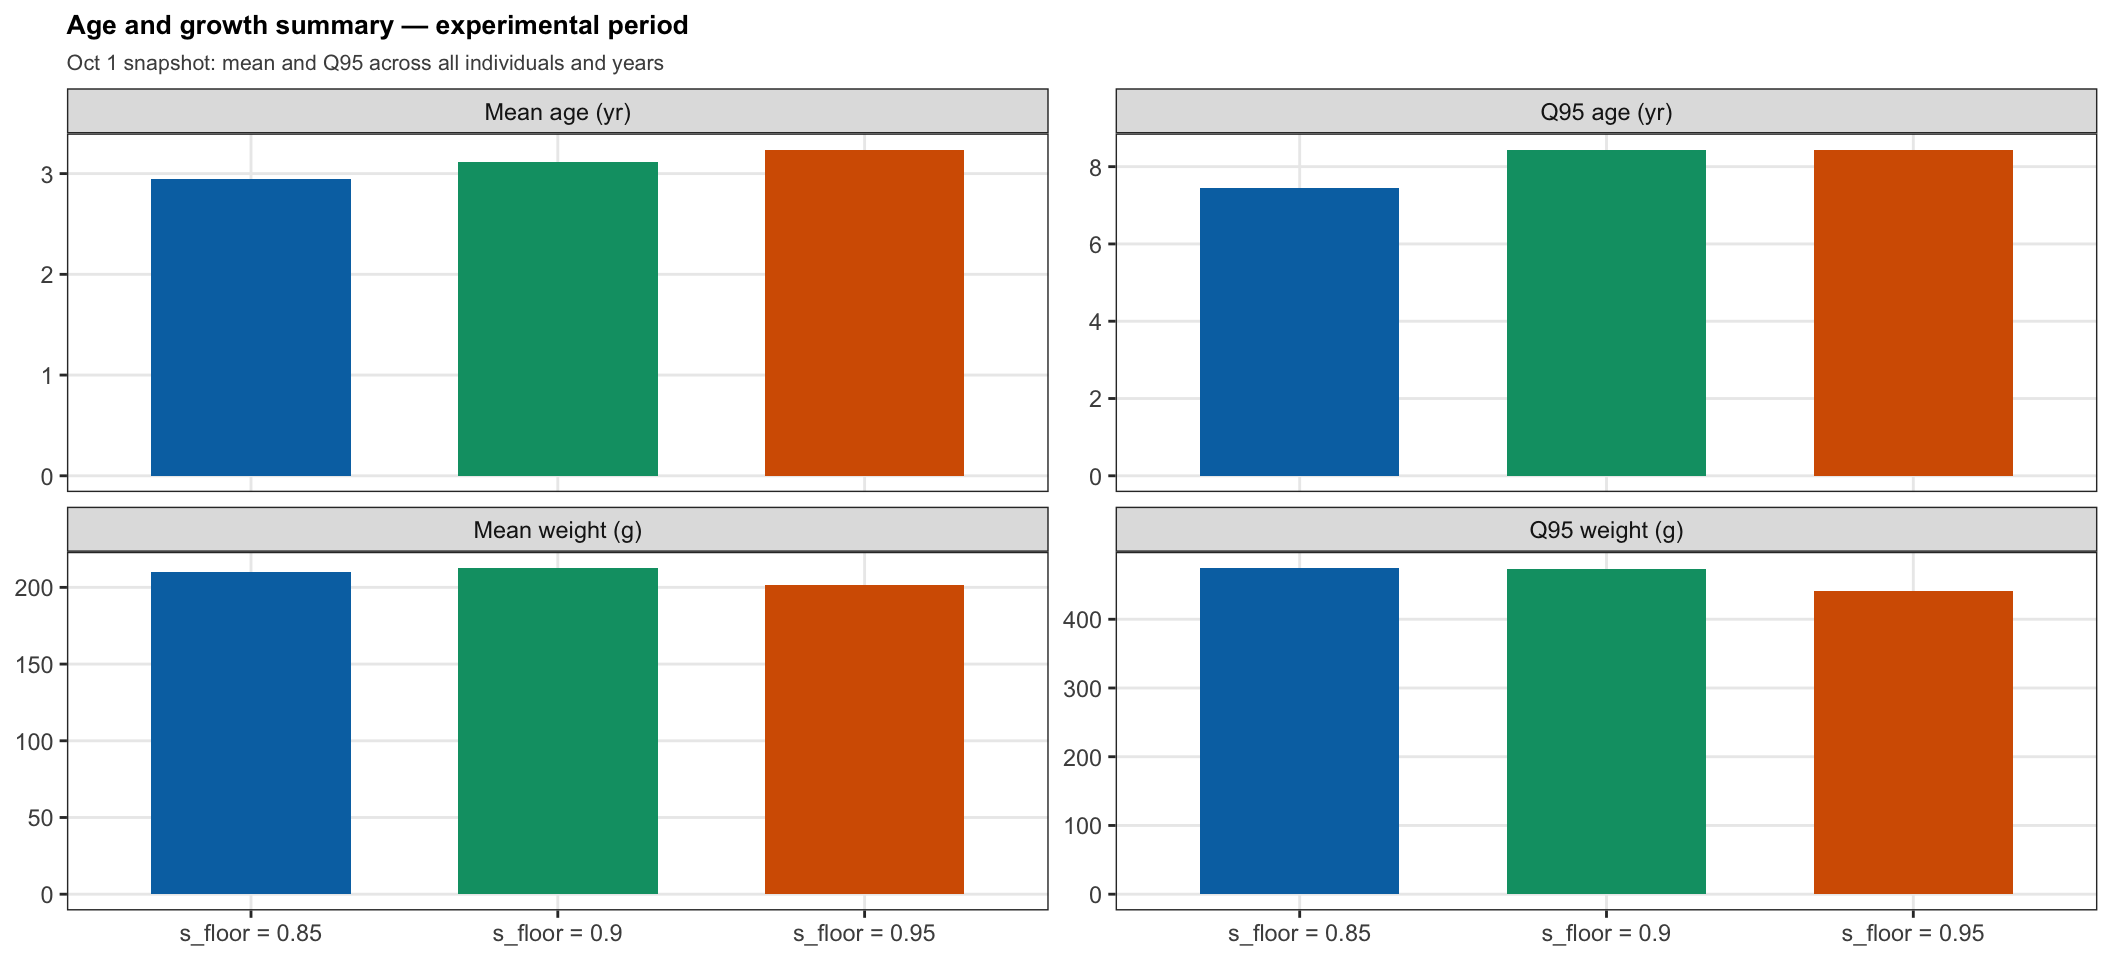 Age and growth summary — experimental period
Oct 1 snapshot: mean and Q95 across all individuals and years
Mean age (yr)
3
2
1
0
Q95 age (yr)
8
6
4
2
0
Mean weight (g)
200
150
100
50
0
s_floor = 0.85 s_floor = 0.9 s_floor = 0.95
Q95 weight (g)
400
300
200
100
0
s_floor = 0.85 s_floor = 0.9 s_floor = 0.95